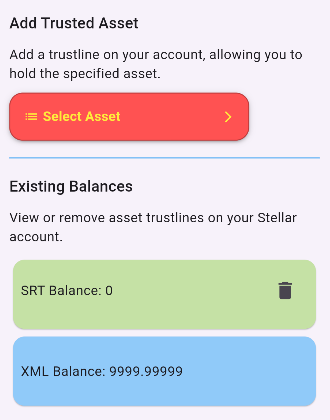 Add Trusted Asset
Add a trustline on your account, allowing you to
hold the specified asset.
Select Asset
Existing Balances
View or remove asset trustlines on your Stellar
account.
SRT Balance: 0
XML Balance: 9999.99999